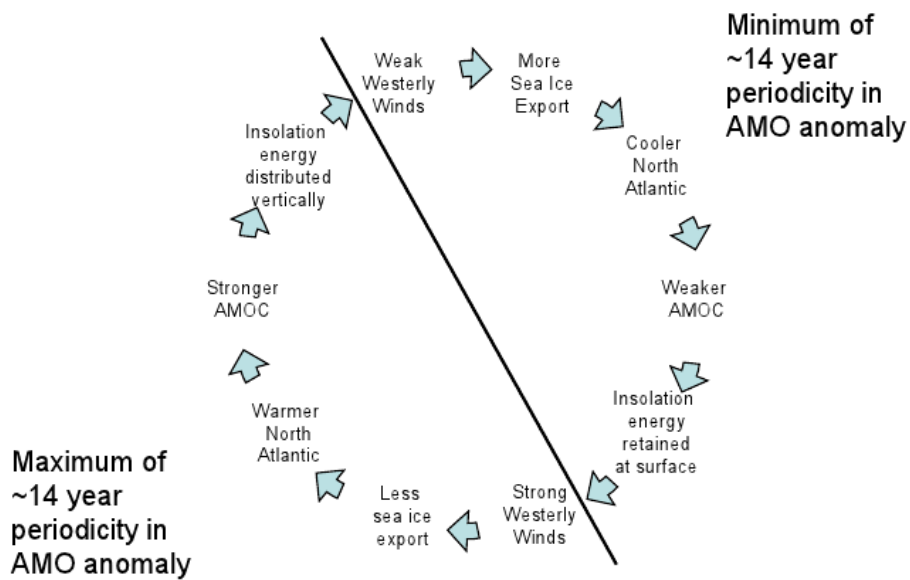 Minimum of
~14 year
periodicity in
AMO anomaly
Weak
Westerly
Winds
More
Sea Ice
Export
Cooler
North
Atlantic
Weaker
AMOC
Insolation
energy
retained
at surface
Strong
Westerly
Winds
Less
sea ice
export
Warmer
North
Atlantic
Stronger
AMOC
Insolation
energy
distributed
vertically
Maximum of
~14 year
periodicity in
AMO anomaly